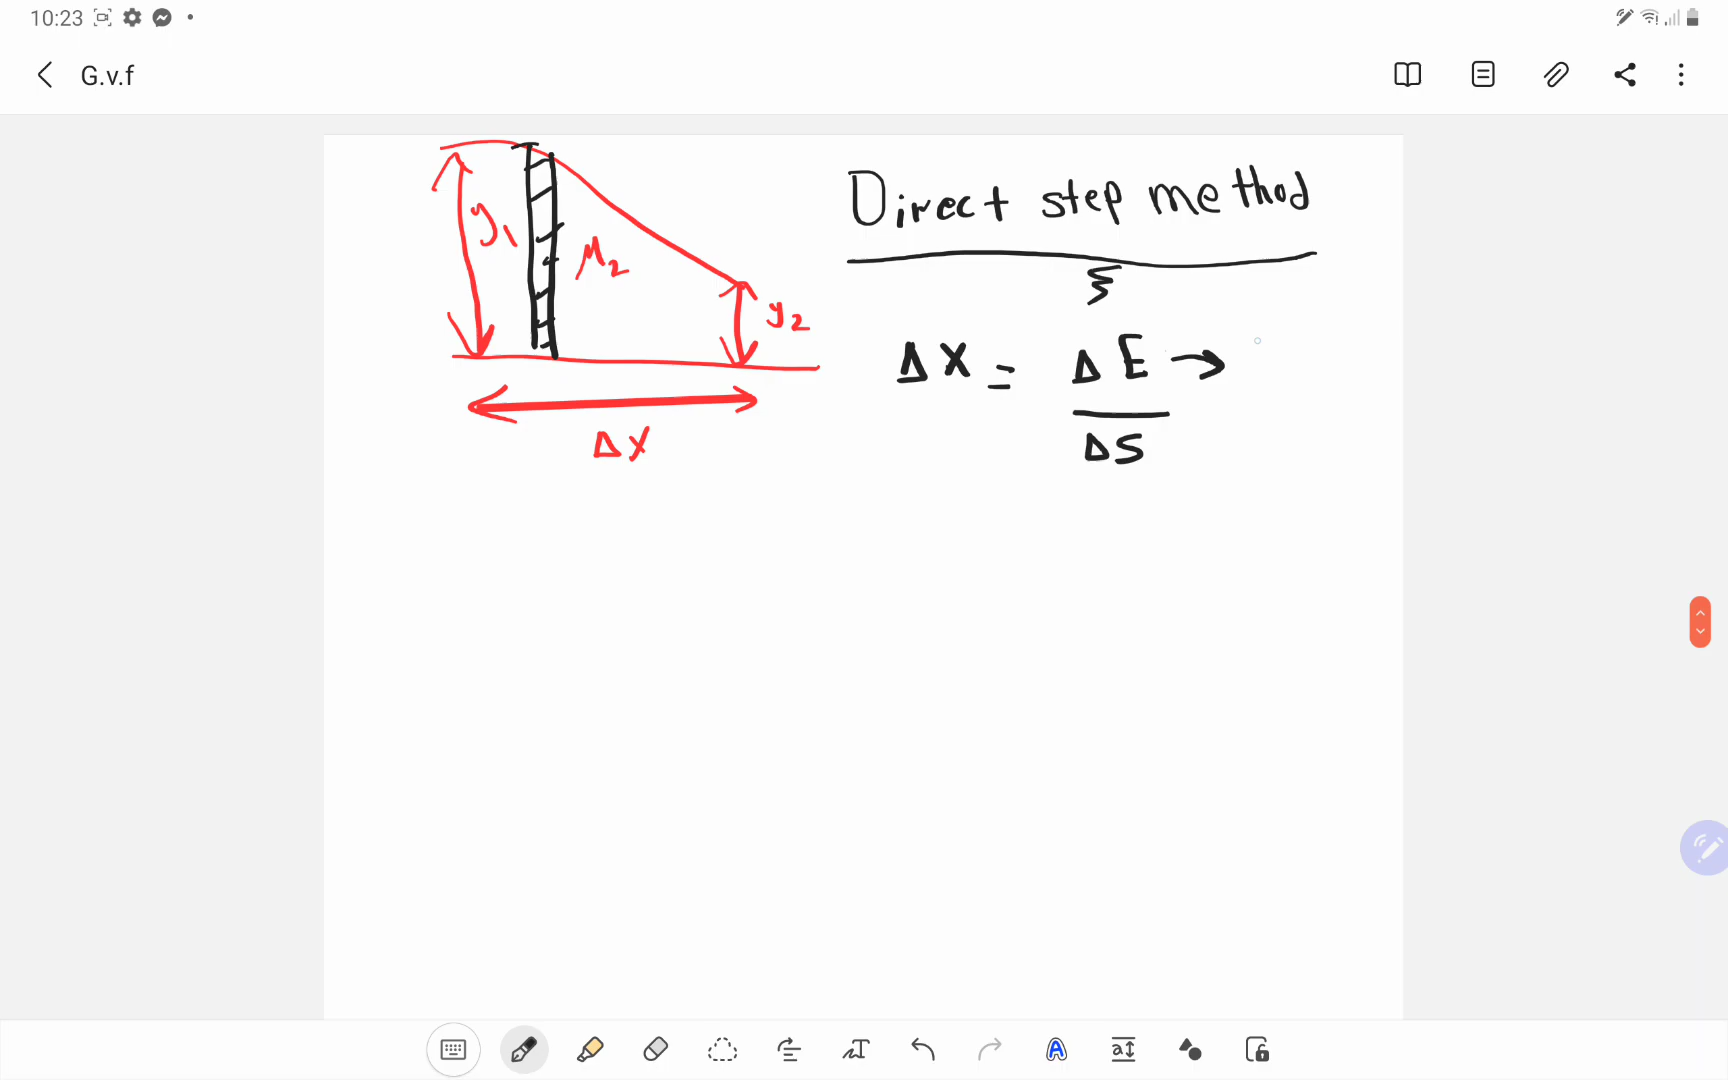 10:23
G.v.f
y1
M2
y2
Δx
Direct step method
Δx = ΔE →
ΔS